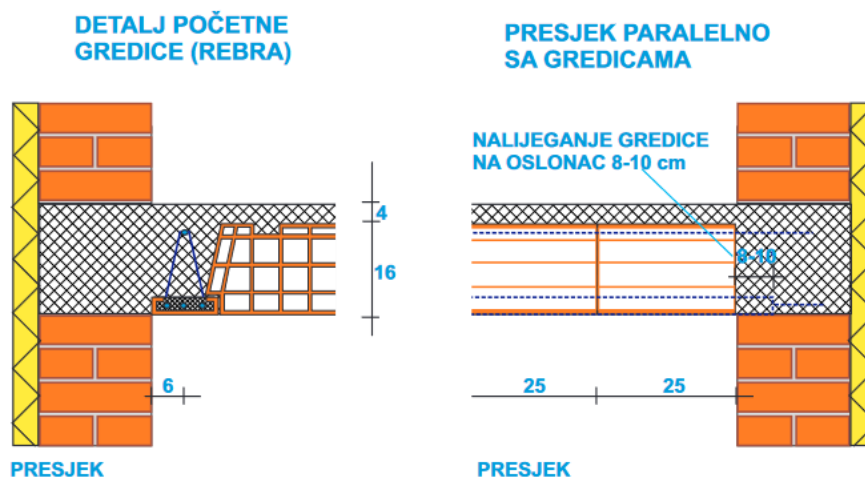 DETALJ POČETNE
GREDICE (REBRA)
4
16
6
PRESJEK
PRESJEK PARALELNO
SA GREDICAMA
NALIJEGANJE GREDICE
NA OSLONAC 8-10 cm
8-10
25 25
PRESJEK